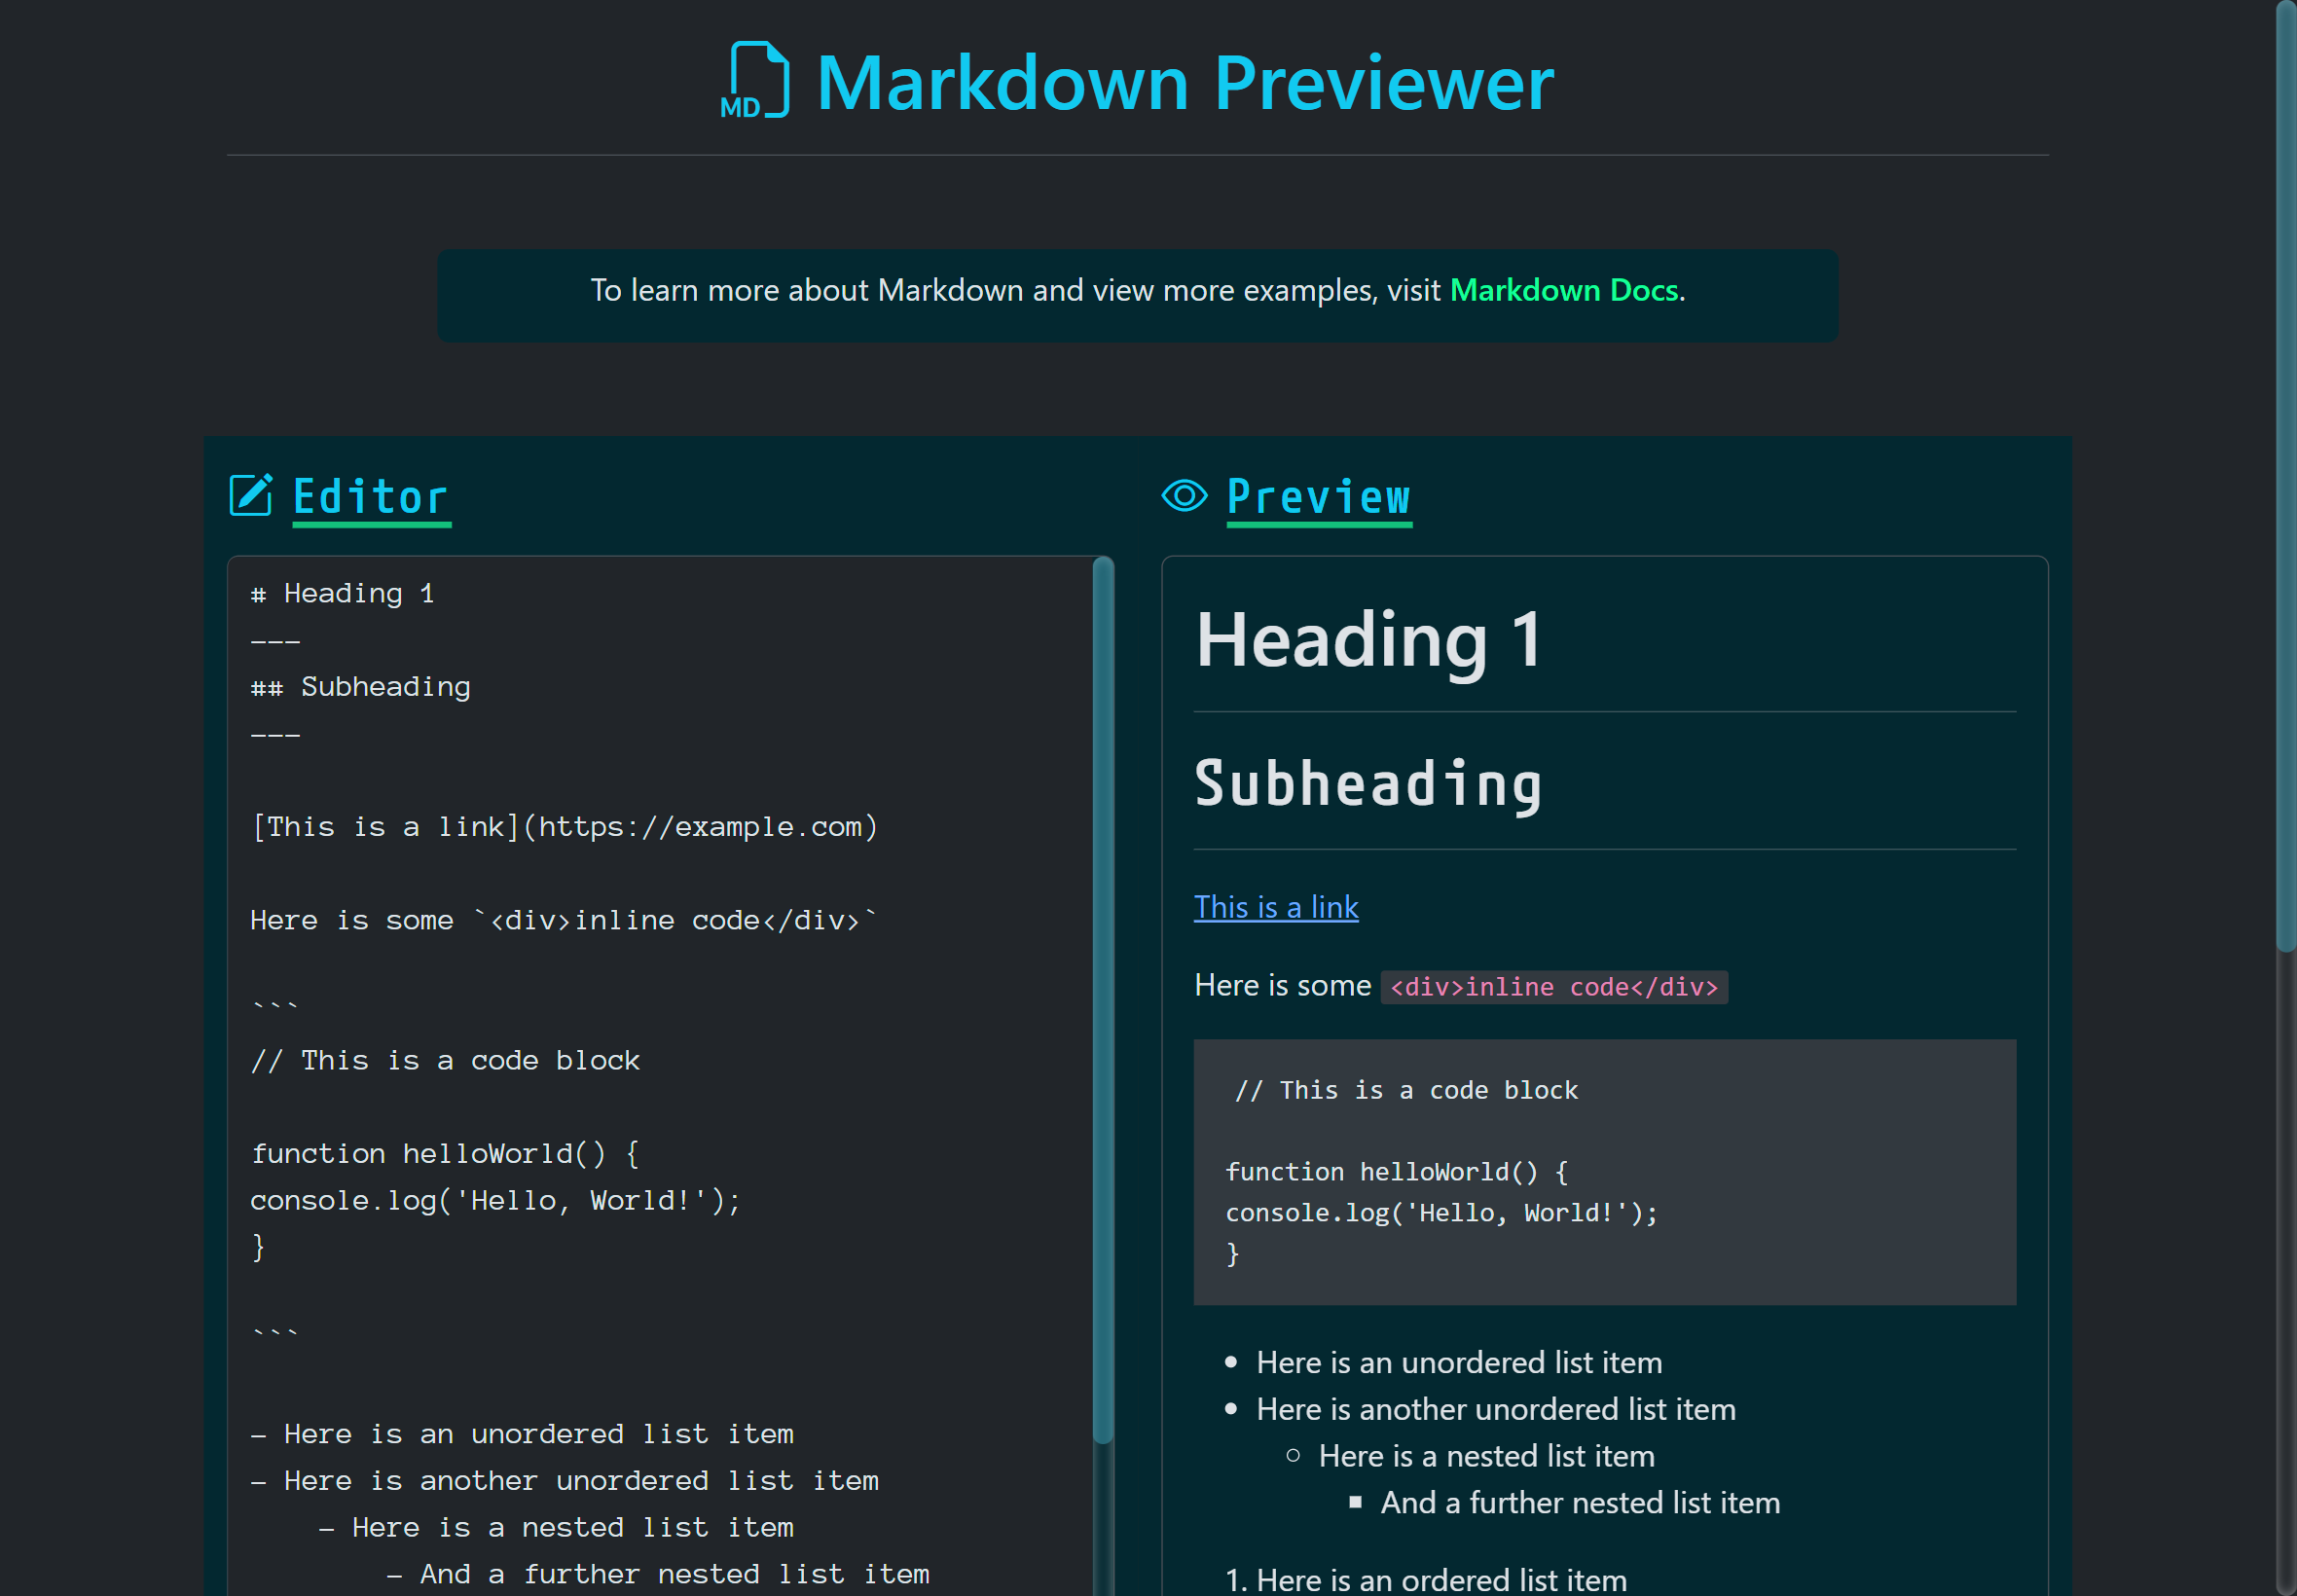 MD Markdown Previewer
To learn more about Markdown and view more examples, visit Markdown Docs.
Editor
# Heading 1
---
## Subheading
---
[This is a link](https://example.com)
Here is some `<div>inline code</div>`
```
// This is a code block
function helloWorld() {
console.log('Hello, World!');
}
```
- Here is an unordered list item
- Here is another unordered list item
    - Here is a nested list item
        - And a further nested list item
Preview
Heading 1
Subheading
This is a link
Here is some <div>inline code</div>
// This is a code block
function helloWorld() {
console.log('Hello, World!');
}
• Here is an unordered list item
• Here is another unordered list item
◦ Here is a nested list item
▪ And a further nested list item
1. Here is an ordered list item